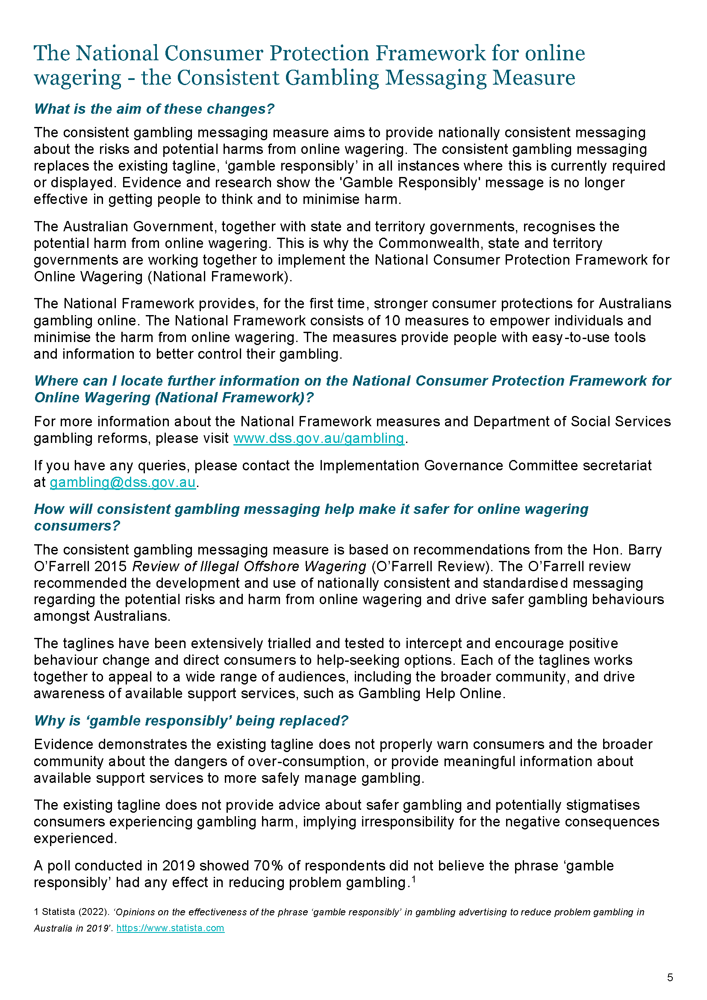 The National Consumer Protection Framework for online
wagering - the Consistent Gambling Messaging Measure
What is the aim of these changes?
The consistent gambling messaging measure aims to provide nationally consistent messaging
about the risks and potential harms from online wagering. The consistent gambling messaging
replaces the existing tagline, ‘gamble responsibly’ in all instances where this is currently required
or displayed. Evidence and research show the 'Gamble Responsibly' message is no longer
effective in getting people to think and to minimise harm.
The Australian Government, together with state and territory governments, recognises the
potential harm from online wagering. This is why the Commonwealth, state and territory
governments are working together to implement the National Consumer Protection Framework for
Online Wagering (National Framework).
The National Framework provides, for the first time, stronger consumer protections for Australians
gambling online. The National Framework consists of 10 measures to empower individuals and
minimise the harm from online wagering. The measures provide people with easy-to-use tools
and information to better control their gambling.
Where can I locate further information on the National Consumer Protection Framework for
Online Wagering (National Framework)?
For more information about the National Framework measures and Department of Social Services
gambling reforms, please visit www.dss.gov.au/gambling.
If you have any queries, please contact the Implementation Governance Committee secretariat
at gambling@dss.gov.au.
How will consistent gambling messaging help make it safer for online wagering
consumers?
The consistent gambling messaging measure is based on recommendations from the Hon. Barry
O’Farrell 2015 Review of Illegal Offshore Wagering (O’Farrell Review). The O’Farrell review
recommended the development and use of nationally consistent and standardised messaging
regarding the potential risks and harm from online wagering and drive safer gambling behaviours
amongst Australians.
The taglines have been extensively trialled and tested to intercept and encourage positive
behaviour change and direct consumers to help-seeking options. Each of the taglines works
together to appeal to a wide range of audiences, including the broader community, and drive
awareness of available support services, such as Gambling Help Online.
Why is ‘gamble responsibly’ being replaced?
Evidence demonstrates the existing tagline does not properly warn consumers and the broader
community about the dangers of over-consumption, or provide meaningful information about
available support services to more safely manage gambling.
The existing tagline does not provide advice about safer gambling and potentially stigmatises
consumers experiencing gambling harm, implying irresponsibility for the negative consequences
experienced.
A poll conducted in 2019 showed 70% of respondents did not believe the phrase ‘gamble
responsibly’ had any effect in reducing problem gambling.1
1 Statista (2022). ‘Opinions on the effectiveness of the phrase ‘gamble responsibly’ in gambling advertising to reduce problem gambling in
Australia in 2019’. https://www.statista.com
5